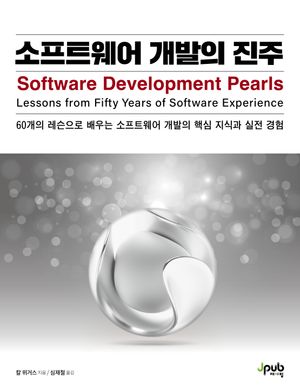 소프트웨어 개발의 진주
Software Development Pearls
Lessons from Fifty Years of Software Experience
60개의 레슨으로 배우는 소프트웨어 개발의 핵심 지식과 실전 경험
칼 위거스 지음 / 심재철 옮김
Jpub
제이펍